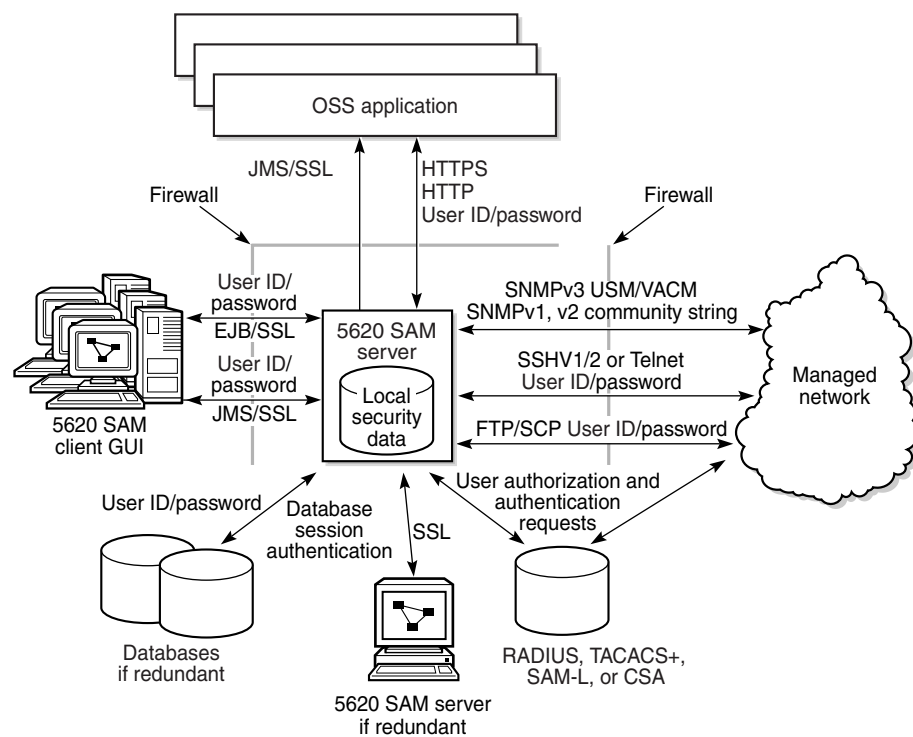 OSS application
JMS/SSL
HTTPS
HTTP
User ID/password
Firewall
Firewall
User ID/
password
EJB/SSL
User ID/
password
JMS/SSL
5620 SAM
client GUI
5620 SAM
server
Local
security
data
SNMPv3 USM/VACM
SNMPv1, v2 community string
SSHV1/2 or Telnet
User ID/password
FTP/SCP User ID/password
Managed
network
User ID/password
Database
session
authentication
SSL
User authorization and
authentication
requests
Databases
if redundant
5620 SAM server
if redundant
RADIUS, TACACS+,
SAM-L, or CSA